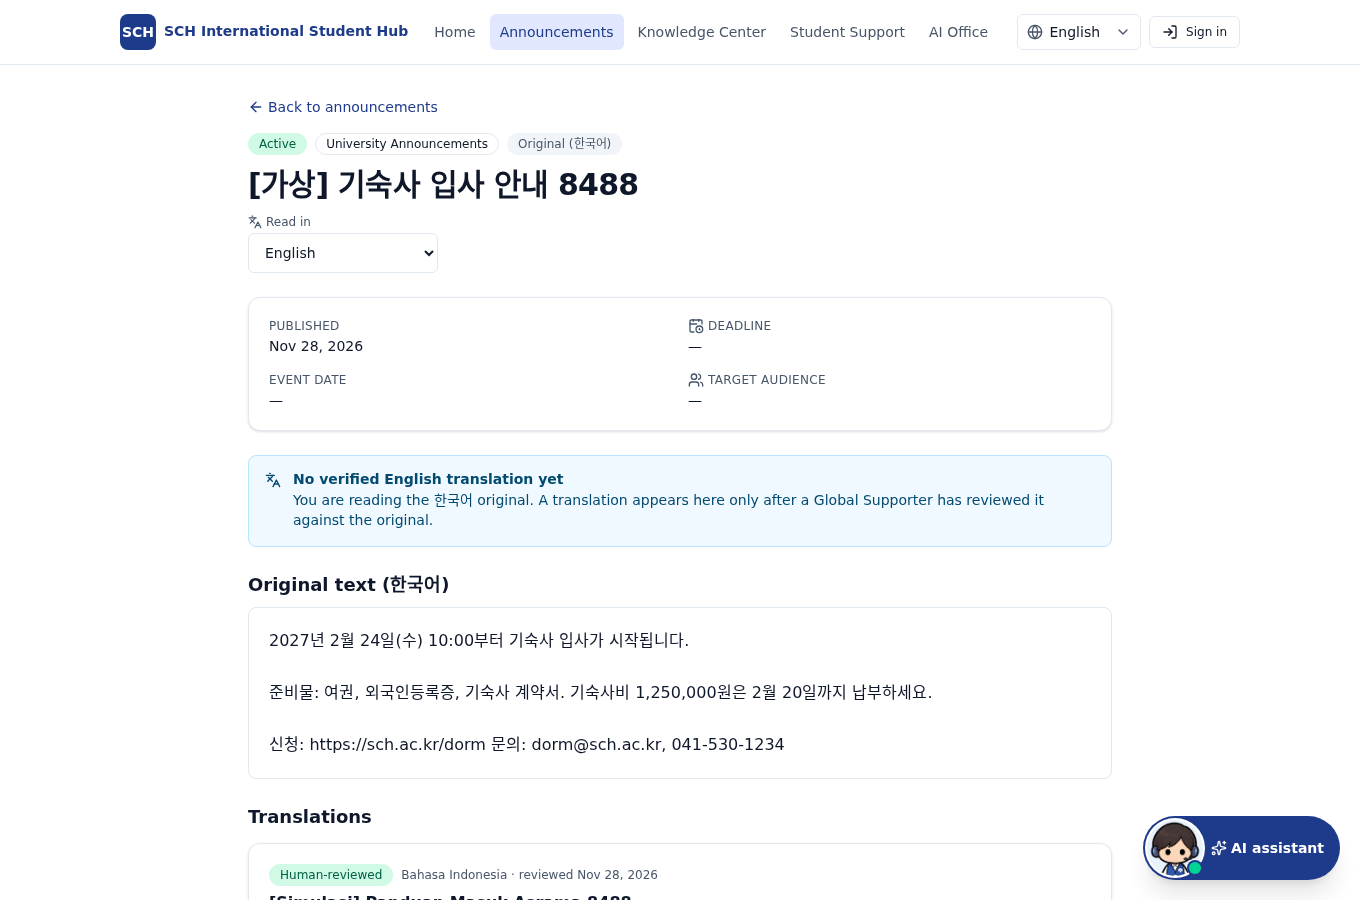 SCH SCH International Student Hub Home Announcements Knowledge Center Student Support AI Office English Sign in
Back to announcements
Active University Announcements Original (한국어)
[가상] 기숙사 입사 안내 8488
Read in
English
PUBLISHED DEADLINE
Nov 28, 2026 —
EVENT DATE TARGET AUDIENCE
— —
No verified English translation yet
You are reading the 한국어 original. A translation appears here only after a Global Supporter has reviewed it
against the original.
Original text (한국어)
2027년 2월 24일(수) 10:00부터 기숙사 입사가 시작됩니다.
준비물: 여권, 외국인등록증, 기숙사 계약서. 기숙사비 1,250,000원은 2월 20일까지 납부하세요.
신청: https://sch.ac.kr/dorm 문의: dorm@sch.ac.kr, 041-530-1234
Translations
AI assistant
Human-reviewed Bahasa Indonesia · reviewed Nov 28, 2026
[Simulasi] Panduan Masuk Asrama 8488